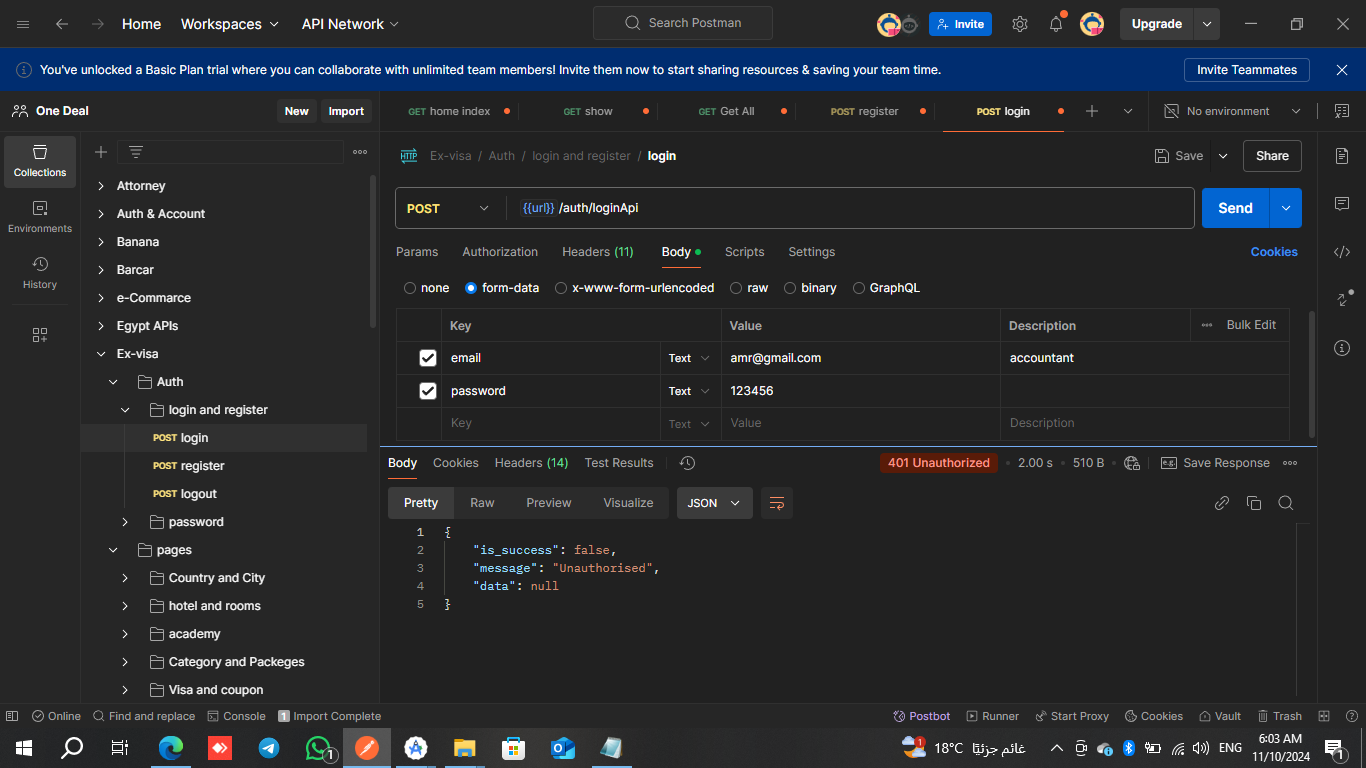 Home Workspaces API Network Search Postman Invite Upgrade
You've unlocked a Basic Plan trial where you can collaborate with unlimited team members! Invite them now to start sharing resources & saving your team time. Invite Teammates
One Deal New Import GET home index GET show GET Get All POST register POST login No environment
Collections
Environments
History
Attorney
Auth & Account
Banana
Barcar
e-Commarce
Egypt APIs
Ex-visa
Auth
login and register
POST login
POST register
POST logout
password
pages
Country and City
hotel and rooms
academy
Category and Packeges
Visa and coupon
HTTP Ex-visa / Auth / login and register / login Save Share
POST {{url}} /auth/loginApi Send
Params Authorization Headers (11) Body Scripts Settings Cookies
none form-data x-www-form-urlencoded raw binary GraphQL
Key Value Description Bulk Edit
email Text amr@gmail.com accountant
password Text 123456
Key Text Value Description
Body Cookies Headers (14) Test Results 401 Unauthorized 2.00 s 510 B e.g. Save Response
Pretty Raw Preview Visualize JSON
1 {
2 "is_success": false,
3 "message": "Unauthorised",
4 "data": null
5 }
Online Find and replace Console 1 Import Complete Postbot Runner Start Proxy Cookies Vault Trash
1 1 18°C غائم جزئيًا ENG 6:03 AM
11/10/2024 1